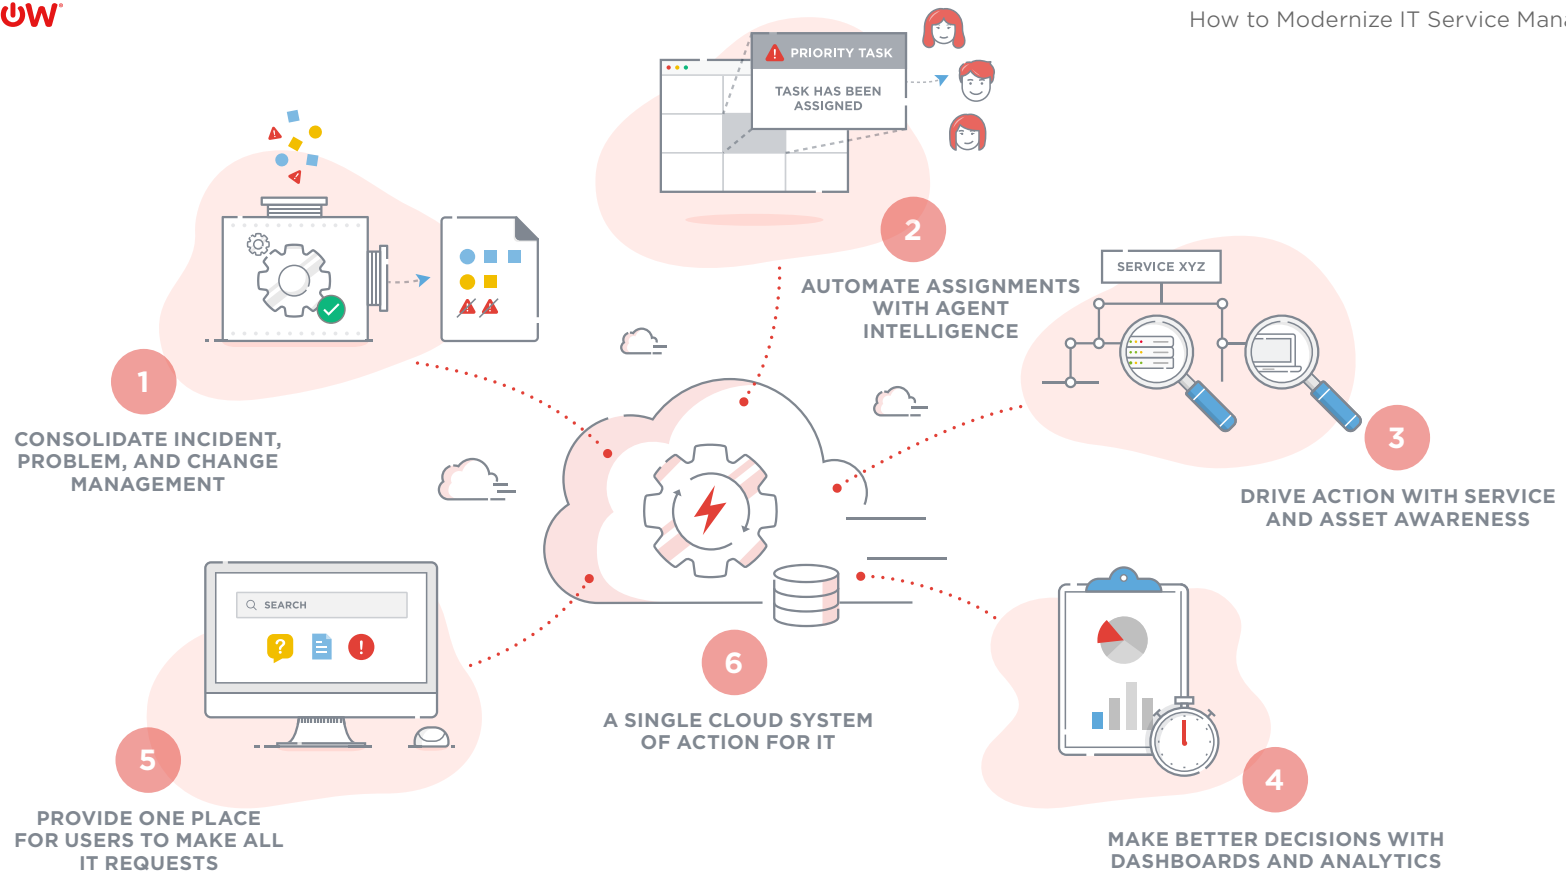 OW
How to Modernize IT Service Mana
PRIORITY TASK
TASK HAS BEEN
ASSIGNED
2
AUTOMATE ASSIGNMENTS
WITH AGENT
INTELLIGENCE
1
CONSOLIDATE INCIDENT,
PROBLEM, AND CHANGE
MANAGEMENT
SERVICE XYZ
3
DRIVE ACTION WITH SERVICE
AND ASSET AWARENESS
SEARCH
?
!
5
PROVIDE ONE PLACE
FOR USERS TO MAKE ALL
IT REQUESTS
6
A SINGLE CLOUD SYSTEM
OF ACTION FOR IT
4
MAKE BETTER DECISIONS WITH
DASHBOARDS AND ANALYTICS